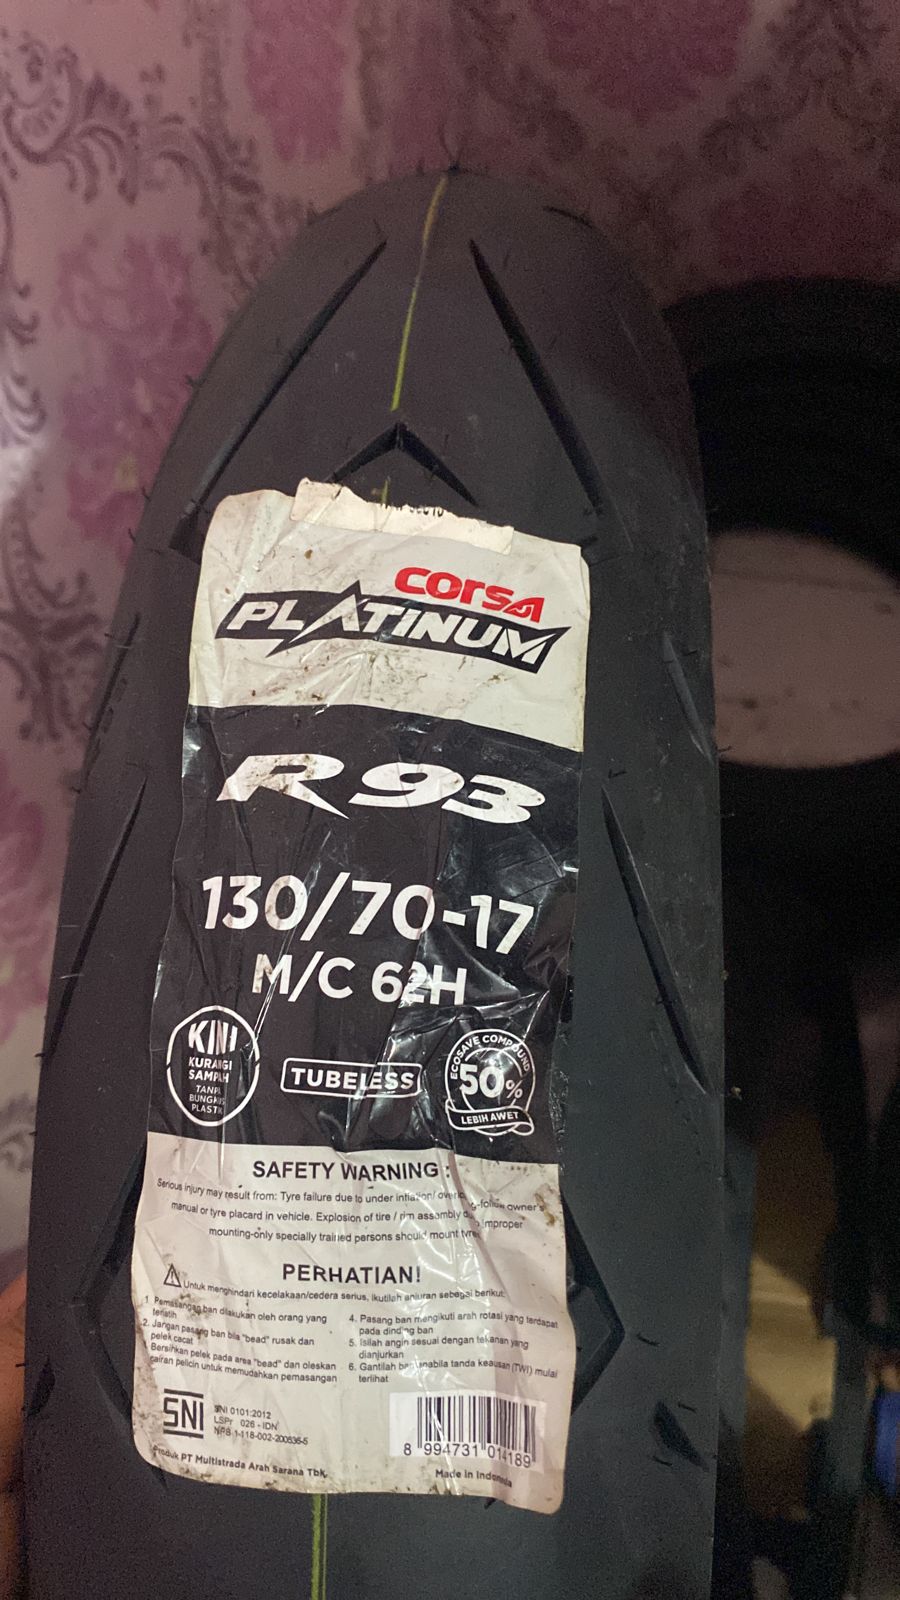 corsa
PLATINUM
R93
130/70-17
M/C 62H
KINI
KURANGI
SAMPAH
TANPA
BUNGKUS
PLASTIK
TUBELESS
ECOSAVE COMPOUND
50%
LEBIH AWET
SAFETY WARNING :
Serious injury may result from: Tyre failure due to under inflation/ -follow owner's
manual or tyre placard in vehicle. Explosion of tire / rim assembly improper
mounting-only specially trained persons should mount tyres
PERHATIAN!
Untuk menghindari kecelakaan/cedera serius, ikutilah anjuran sebagai berikut:
1. Pemasangan ban dilakukan oleh orang yang
terlatih
2. Jangan pasang ban bila "bead" rusak dan
pelek cacat
Bersihkan pelek pada area "bead" dan oleskan
cairan pelicin untuk memudahkan pemasangan
4. Pasang ban mengikuti arah rotasi yang terdapat
pada dinding ban
5. Isilah angin sesuai dengan tekanan yang
dianjurkan
6. Gantilah ban apabila tanda keausan (TWI) mulai
terlihat
SNI
SNI 0101:2012
LSPr 026 - IDN
NPB 1-118-002-200836-5
8 994731 014189
Produk PT Multistrada Arah Sarana Tbk.
Made in Indonesia